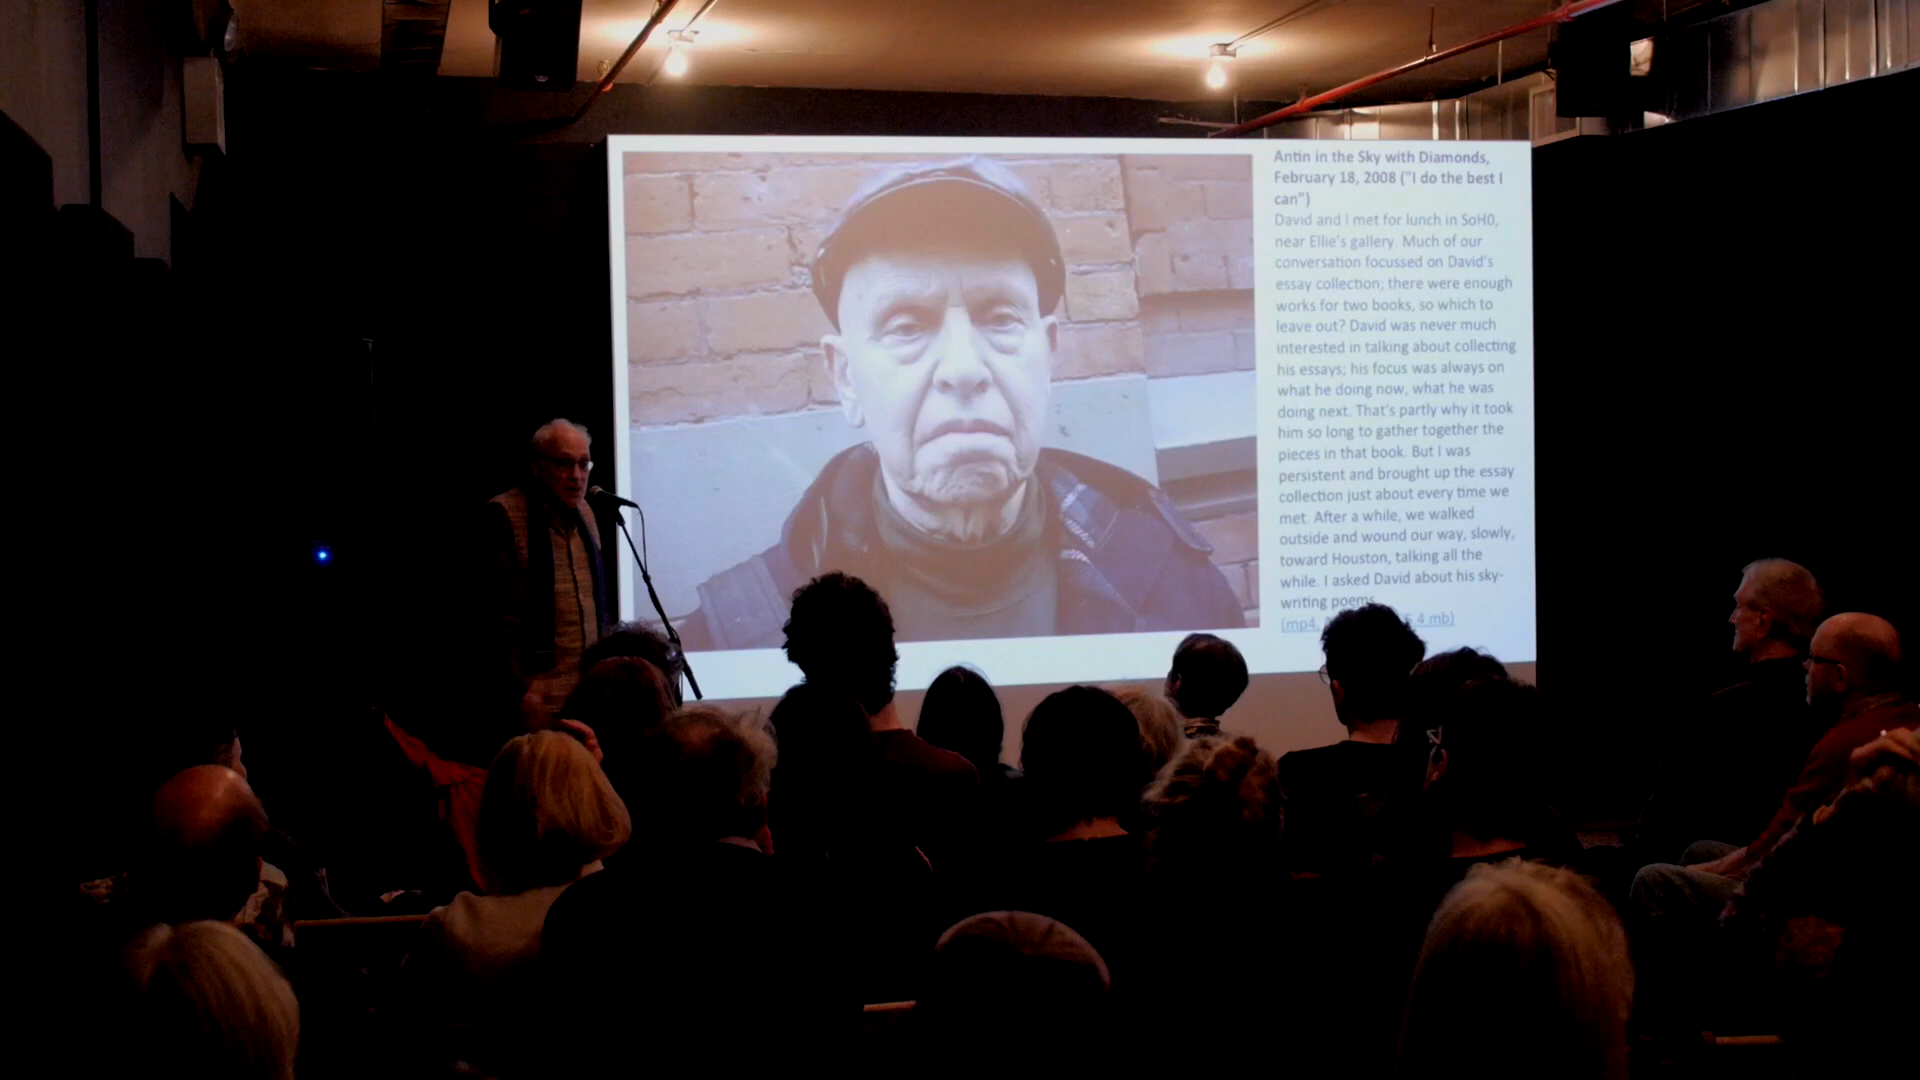 Antin in the Sky with Diamonds,
February 18, 2008 ("I do the best I
can")
David and I met for lunch in SoH0,
near Ellie's gallery. Much of our
conversation focussed on David's
essay collection; there were enough
works for two books, so which to
leave out? David was never much
interested in talking about collecting
his essays; his focus was always on
what he doing now, what he was
doing next. That's partly why it took
him so long to gather together the
pieces in that book. But I was
persistent and brought up the essay
collection just about every time we
met. After a while, we walked
outside and wound our way, slowly,
toward Houston, talking all the
while. I asked David about his sky-
writing poems
(mp4, .4 mb)